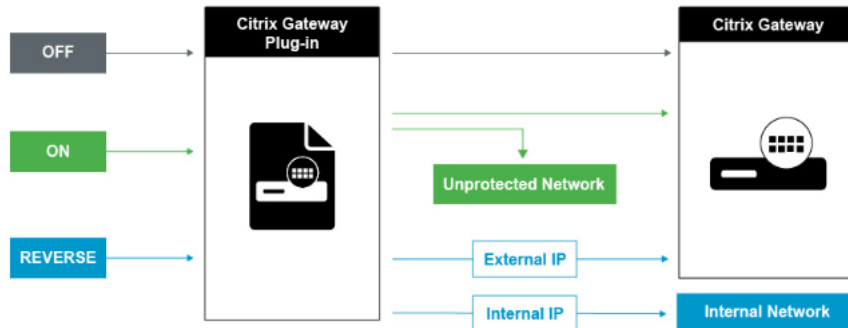 Citrix Gateway
Plug-in
Citrix Gateway
OFF
ON
Unprotected Network
REVERSE
External IP
Internal IP
Internal Network